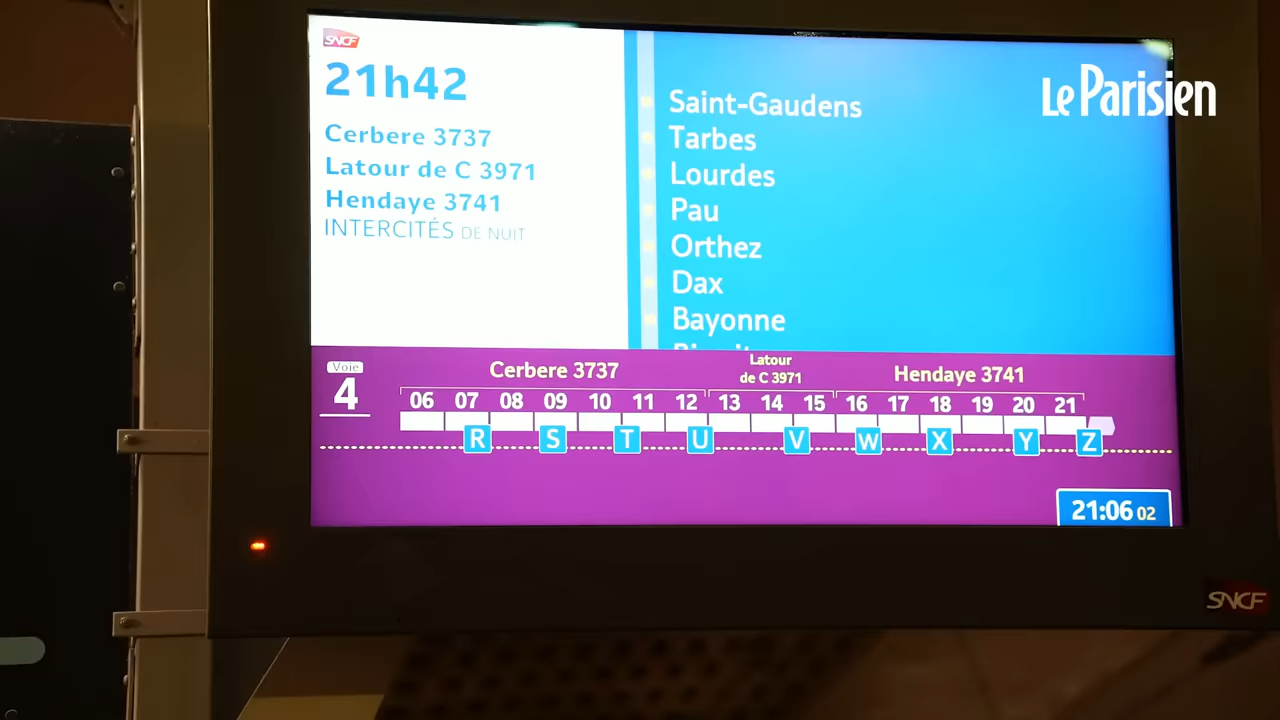 SNCF
21h42
Cerbere 3737
Latour de C 3971
Hendaye 3741
INTERCITÉS DE NUIT
Saint-Gaudens
Tarbes
Lourdes
Pau
Orthez
Dax
Bayonne
Le Parisien
Voie
4
Cerbere 3737
Latour
de C 3971
Hendaye 3741
06 07 08 09 10 11 12 13 14 15 16 17 18 19 20 21
R S T U V W X Y Z
21:06 02
SNCF